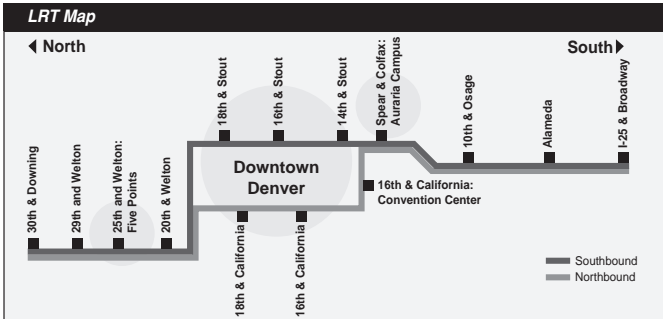 LRT Map
North
South
30th & Downing
29th and Welton
25th and Welton:
Five Points
20th & Welton
18th & Stout
16th & Stout
14th & Stout
Spear & Colfax:
Auraria Campus
10th & Osage
Alameda
I-25 & Broadway
Downtown
Denver
16th & California:
Convention Center
18th & California
16th & California
Southbound
Northbound